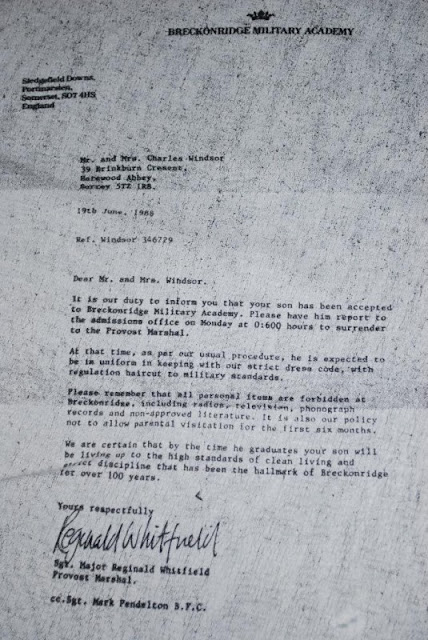 BRECKONRIDGE MILITARY ACADEMY
Sledgefield Downs,
Portmarslen,
Somerset, SOT 4HS
England
Mr. and Mrs. Charles Windsor
39 Brinkburn Cresent,
Harewood Abbey,
Surrey 5TZ 1RB.
19th June, 1988
Ref. Windsor 346729
Dear Mr. and Mrs. Windsor.
It is our duty to inform you that your son has been accepted
to Breckonridge Military Academy. Please have him report to
the admissions office on Monday at 0:600 hours to surrender
to the Provost Marshal.
At that time, as per our usual procedure, he is expected to
be in uniform in keeping with our strict dress code, with
regulation haircut to military standards.
Please remember that all personal items are forbidden at
Breckonridge, including radios, television, phonograph
records and non-approved literature. It is also our policy
not to allow parental visitation for the first six months.
We are certain that by the time he graduates your son will
be living up to the high standards of clean living and
strict discipline that has been the hallmark of Breckonridge
for over 100 years.
Yours respectfully
Reginald Whitfield
Sgt. Major Reginald Whitfield
Provost Marshal.
cc.Sgt. Mark Pendelton B.F.C.